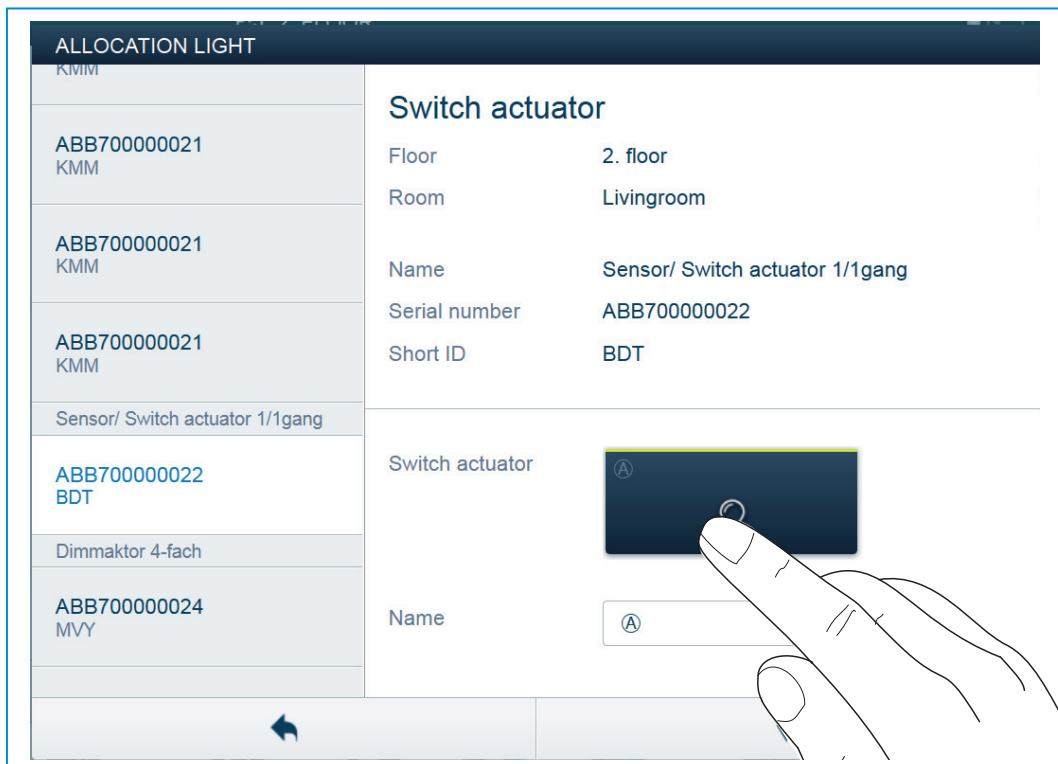 ALLOCATION LIGHT
KMM
ABB700000021
KMM
ABB700000021
KMM
ABB700000021
KMM
Sensor/ Switch actuator 1/1gang
ABB700000022
BDT
Dimmaktor 4-fach
ABB700000024
MVY
Switch actuator
Floor 2. floor
Room Livingroom
Name Sensor/ Switch actuator 1/1gang
Serial number ABB700000022
Short ID BDT
Switch actuator Ⓐ
Name Ⓐ